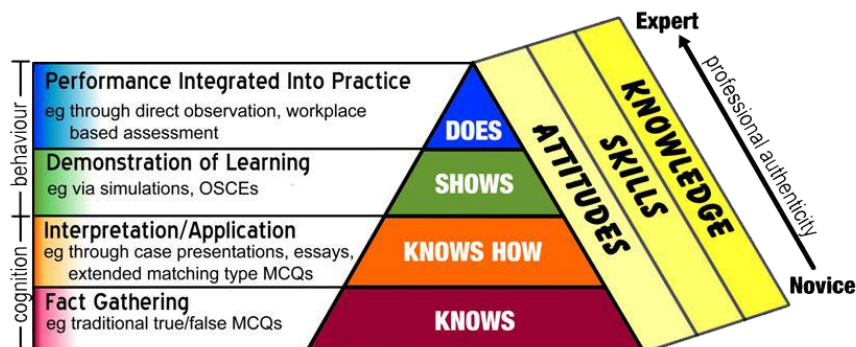 Expert
Performance Integrated Into Practice
eg through direct observation, workplace
based assessment
DOES
Demonstration of Learning
eg via simulations, OSCEs
SHOWS
Interpretation/Application
eg through case presentations, essays,
extended matching type MCQs
KNOWS HOW
Fact Gathering
eg traditional true/false MCQs
KNOWS
behaviour
cognition
ATTITUDES
SKILLS
KNOWLEDGE
professional authenticity
Novice